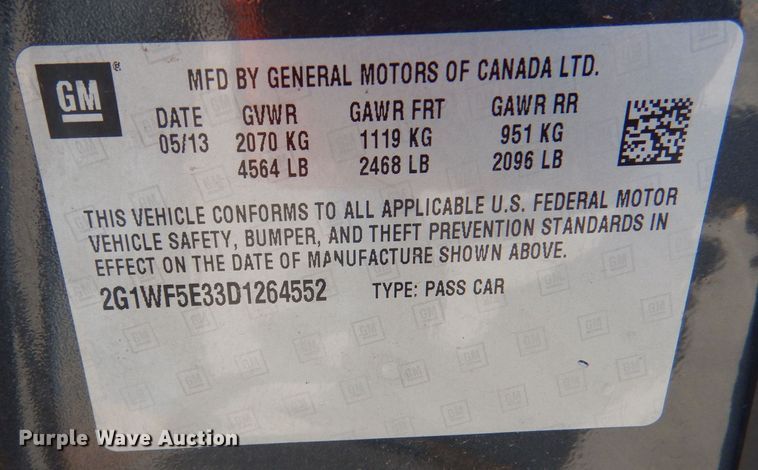 GM®
MFD BY GENERAL MOTORS OF CANADA LTD.
DATE GVWR GAWR FRT GAWR RR
05/13 2070 KG 1119 KG 951 KG
4564 LB 2468 LB 2096 LB
THIS VEHICLE CONFORMS TO ALL APPLICABLE U.S. FEDERAL MOTOR
VEHICLE SAFETY, BUMPER, AND THEFT PREVENTION STANDARDS IN
EFFECT ON THE DATE OF MANUFACTURE SHOWN ABOVE.
2G1WF5E33D1264552 TYPE: PASS CAR
Purple Wave Auction